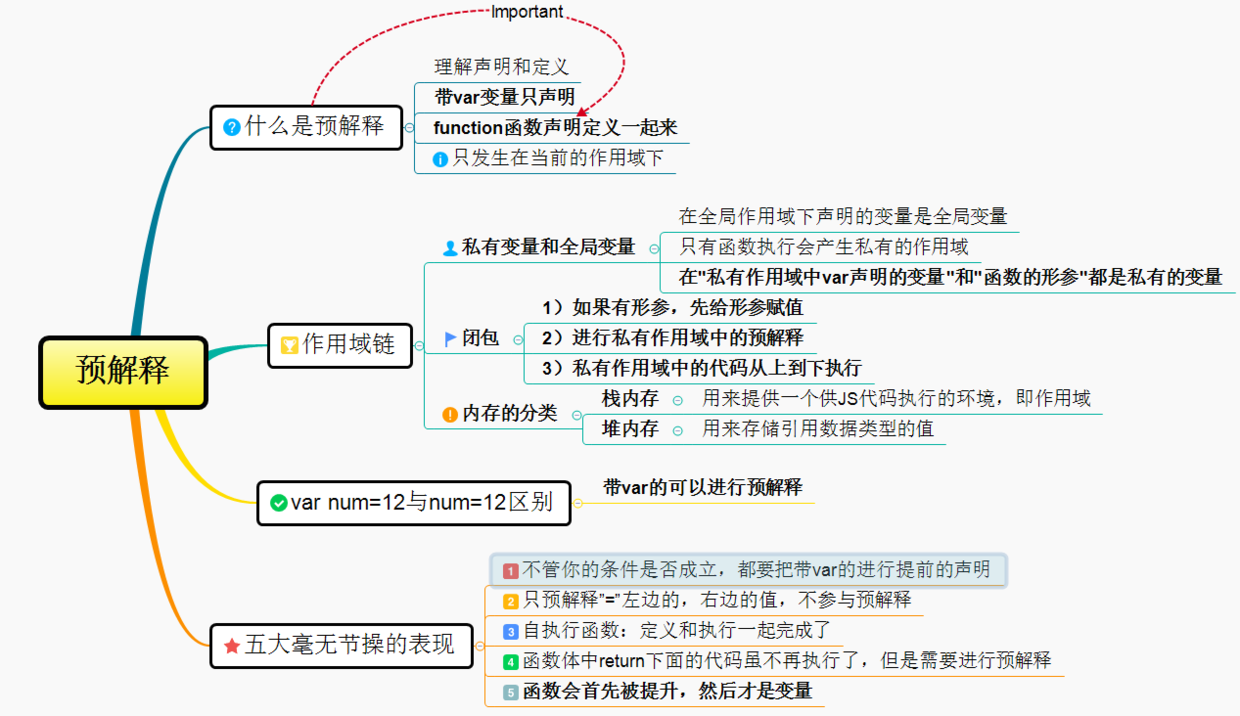 Important
理解声明和定义
带var变量只声明
什么是预解释
function函数声明定义一起来
只发生在当前的作用域下
在全局作用域下声明的变量是全局变量
私有变量和全局变量
只有函数执行会产生私有的作用域
在"私有作用域中var声明的变量"和"函数的形参"都是私有的变量
1）如果有形参，先给形参赋值
作用域链
闭包
2）进行私有作用域中的预解释
3）私有作用域中的代码从上到下执行
预解释
内存的分类
栈内存
用来提供一个供JS代码执行的环境，即作用域
堆内存
用来存储引用数据类型的值
var num=12与num=12区别
带var的可以进行预解释
1 不管你的条件是否成立，都要把带var的进行提前的声明
2 只预解释”=”左边的，右边的值，不参与预解释
3 自执行函数：定义和执行一起完成了
五大毫无节操的表现
4 函数体中return下面的代码虽不再执行了，但是需要进行预解释
5 函数会首先被提升，然后才是变量